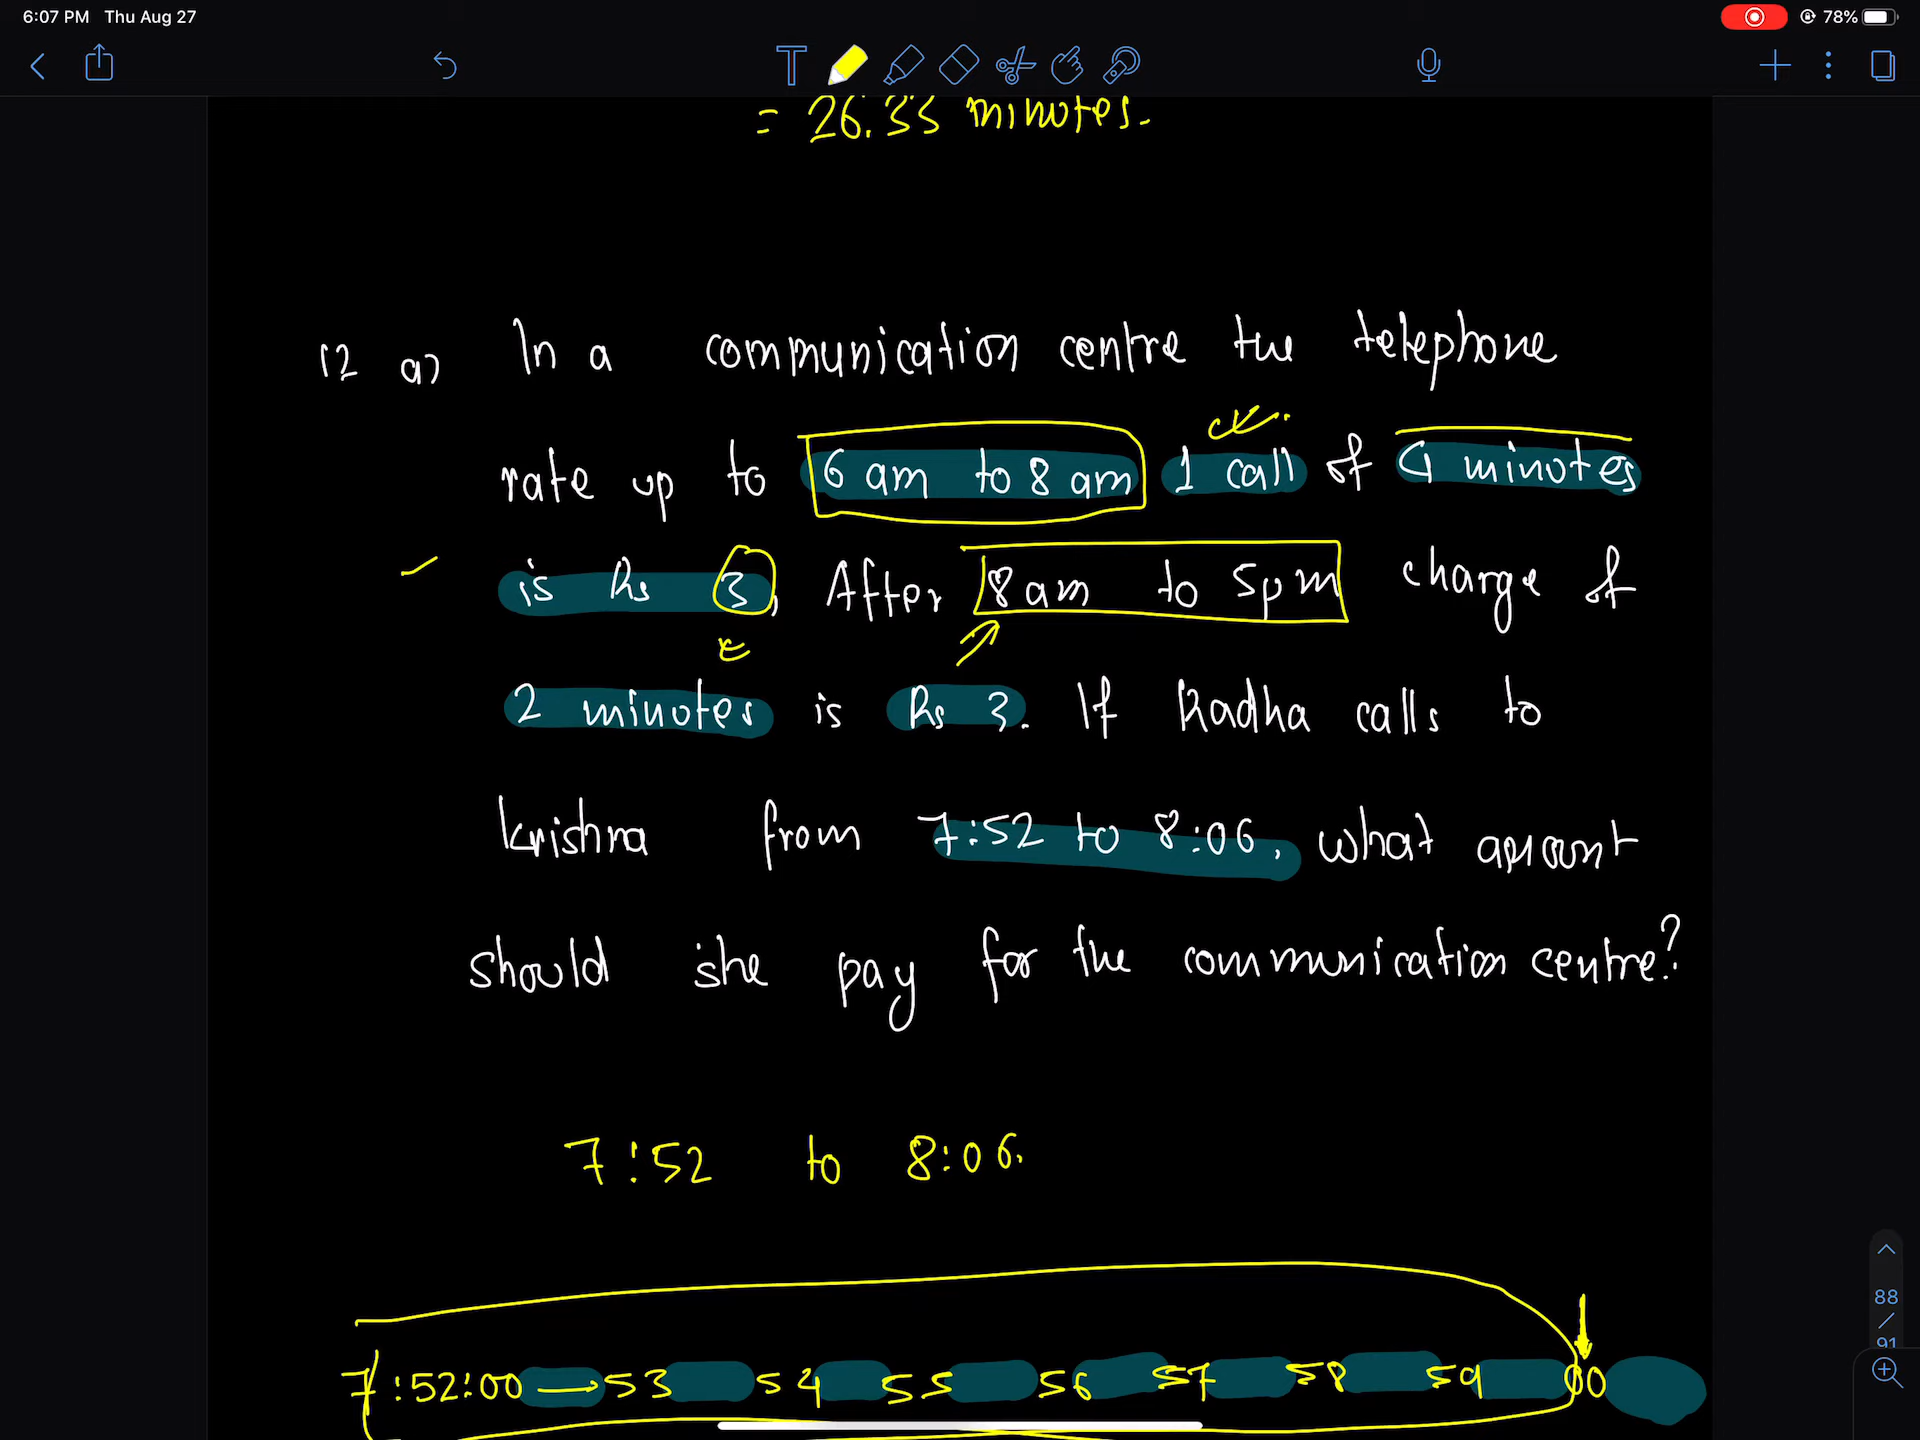 6:07 PM Thu Aug 27
78%
= 26.33 minutes.
12 a) In a communication centre the telephone
rate up to 6 am to 8 am 1 call of 4 minutes
is Rs 3, After 8am to 5pm charge of
2 minutes is Rs 3. If Radha calls to
krishna from 7:52 to 8:06, what amount
should she pay for the communication centre?
7:52 to 8:06.
7:52:00 → 53 54 55 56 57 58 59 00
88
/
91